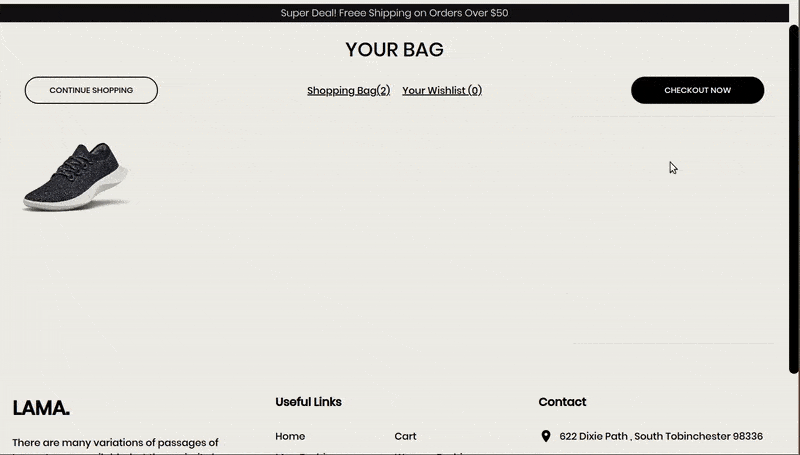 Super Deal! Freee Shipping on Orders Over $50
YOUR BAG
CONTINUE SHOPPING
Shopping Bag(2)
Your Wishlist (0)
CHECKOUT NOW
LAMA.
There are many variations of passages of
Useful Links
Home
Cart
Contact
622 Dixie Path , South Tobinchester 98336